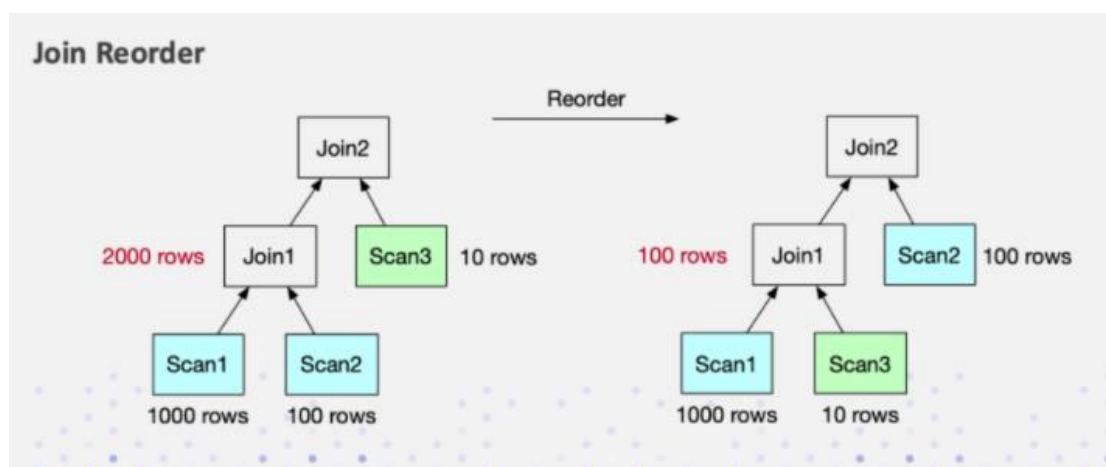 Join Reorder
Reorder
Join2
Join2
2000 rows
Join1
Scan3
10 rows
100 rows
Join1
Scan2
100 rows
Scan1
Scan2
Scan1
Scan3
1000 rows
100 rows
1000 rows
10 rows